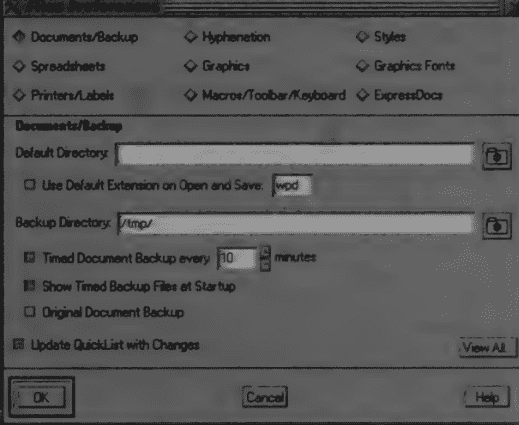 Documents/Backup Hyphenation Styles
Spreadsheets Graphics Graphics Fonts
Printers/Labels Macros/Toolbar/Keyboard ExpressDocs
Documents/Backup
Default Directory:
Use Default Extension on Open and Save: wpd
Backup Directory: /tmp/
Timed Document Backup every 10 minutes
Show Timed Backup Files at Startup
Original Document Backup
Update QuickList with Changes
View All
OK Cancel Help